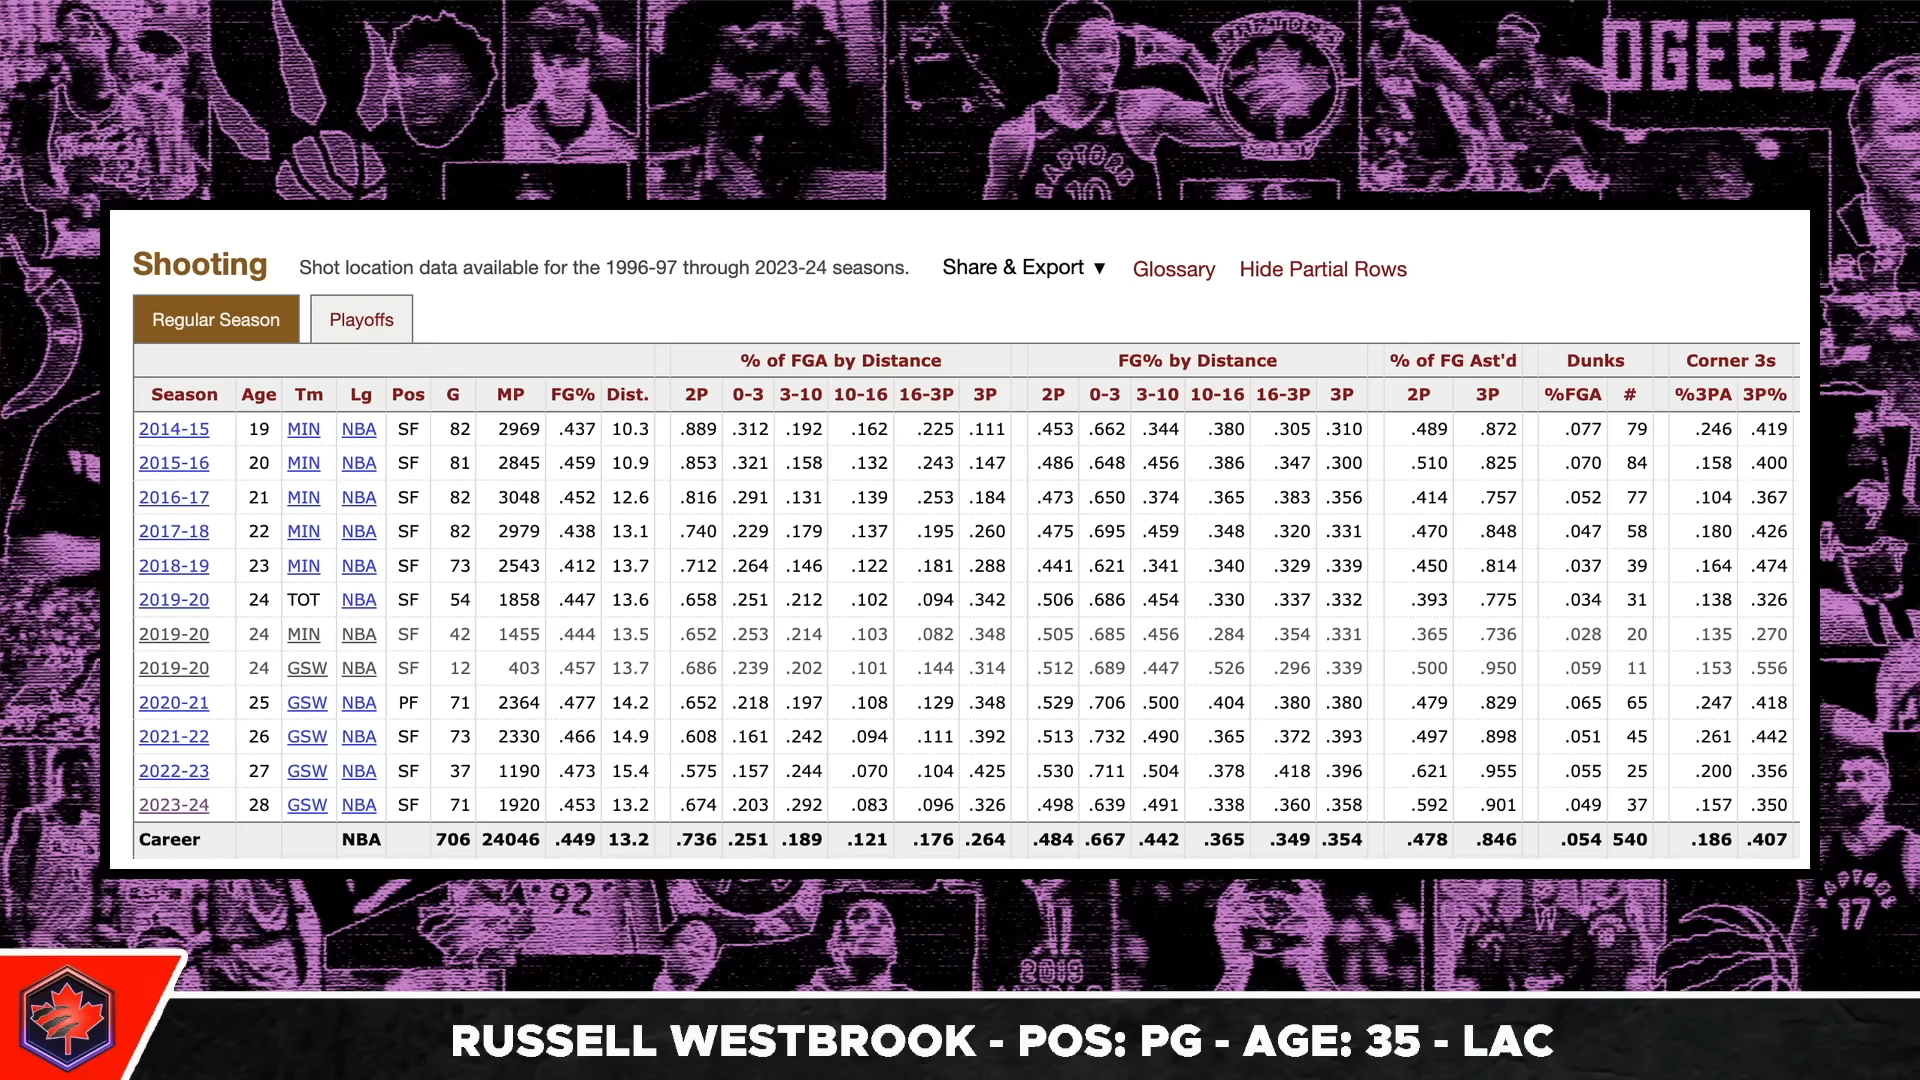 OGEEEZ
RAPTORS
10
Shooting Shot location data available for the 1996-97 through 2023-24 seasons. Share & Export ▼ Glossary Hide Partial Rows
Regular Season Playoffs
% of FGA by Distance FG% by Distance % of FG Ast'd Dunks Corner 3s
Season Age Tm Lg Pos G MP FG% Dist. 2P 0-3 3-10 10-16 16-3P 3P 2P 0-3 3-10 10-16 16-3P 3P 2P 3P %FGA # %3PA 3P%
2014-15 19 MIN NBA SF 82 2969 .437 10.3 .889 .312 .192 .162 .225 .111 .453 .662 .344 .380 .305 .310 .489 .872 .077 79 .246 .419
2015-16 20 MIN NBA SF 81 2845 .459 10.9 .853 .321 .158 .132 .243 .147 .486 .648 .456 .386 .347 .300 .510 .825 .070 84 .158 .400
2016-17 21 MIN NBA SF 82 3048 .452 12.6 .816 .291 .131 .139 .253 .184 .473 .650 .374 .365 .383 .356 .414 .757 .052 77 .104 .367
2017-18 22 MIN NBA SF 82 2979 .438 13.1 .740 .229 .179 .137 .195 .260 .475 .695 .459 .348 .320 .331 .470 .848 .047 58 .180 .426
2018-19 23 MIN NBA SF 73 2543 .412 13.7 .712 .264 .146 .122 .181 .288 .441 .621 .341 .340 .329 .339 .450 .814 .037 39 .164 .474
2019-20 24 TOT NBA SF 54 1858 .447 13.6 .658 .251 .212 .102 .094 .342 .506 .686 .454 .330 .337 .332 .393 .775 .034 31 .138 .326
2019-20 24 MIN NBA SF 42 1455 .444 13.5 .652 .253 .214 .103 .082 .348 .505 .685 .456 .284 .354 .331 .365 .736 .028 20 .135 .270
2019-20 24 GSW NBA SF 12 403 .457 13.7 .686 .239 .202 .101 .144 .314 .512 .689 .447 .526 .296 .339 .500 .950 .059 11 .153 .556
2020-21 25 GSW NBA PF 71 2364 .477 14.2 .652 .218 .197 .108 .129 .348 .529 .706 .500 .404 .380 .380 .479 .829 .065 65 .247 .418
2021-22 26 GSW NBA SF 73 2330 .466 14.9 .608 .161 .242 .094 .111 .392 .513 .732 .490 .365 .372 .393 .497 .898 .051 45 .261 .442
2022-23 27 GSW NBA SF 37 1190 .473 15.4 .575 .157 .244 .070 .104 .425 .530 .711 .504 .378 .418 .396 .621 .955 .055 25 .200 .356
2023-24 28 GSW NBA SF 71 1920 .453 13.2 .674 .203 .292 .083 .096 .326 .498 .639 .491 .338 .360 .358 .592 .901 .049 37 .157 .350
Career NBA 706 24046 .449 13.2 .736 .251 .189 .121 .176 .264 .484 .667 .442 .365 .349 .354 .478 .846 .054 540 .186 .407
92
17
2019
RUSSELL WESTBROOK - POS: PG - AGE: 35 - LAC